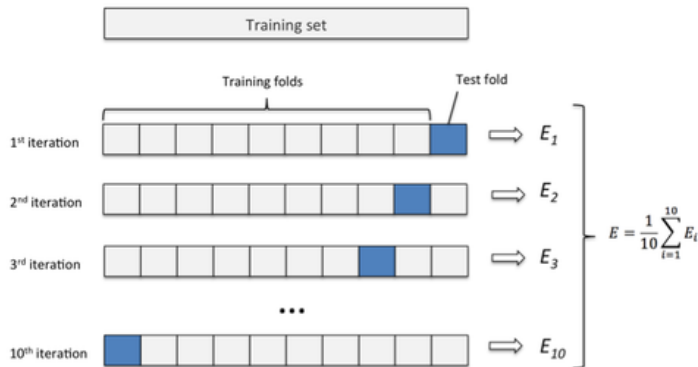 Training set
Training folds
Test fold
1st iteration
E1
2nd iteration
E2
3rd iteration
E3
E = 1/10 10∑i=1 Ei
...
10th iteration
E10